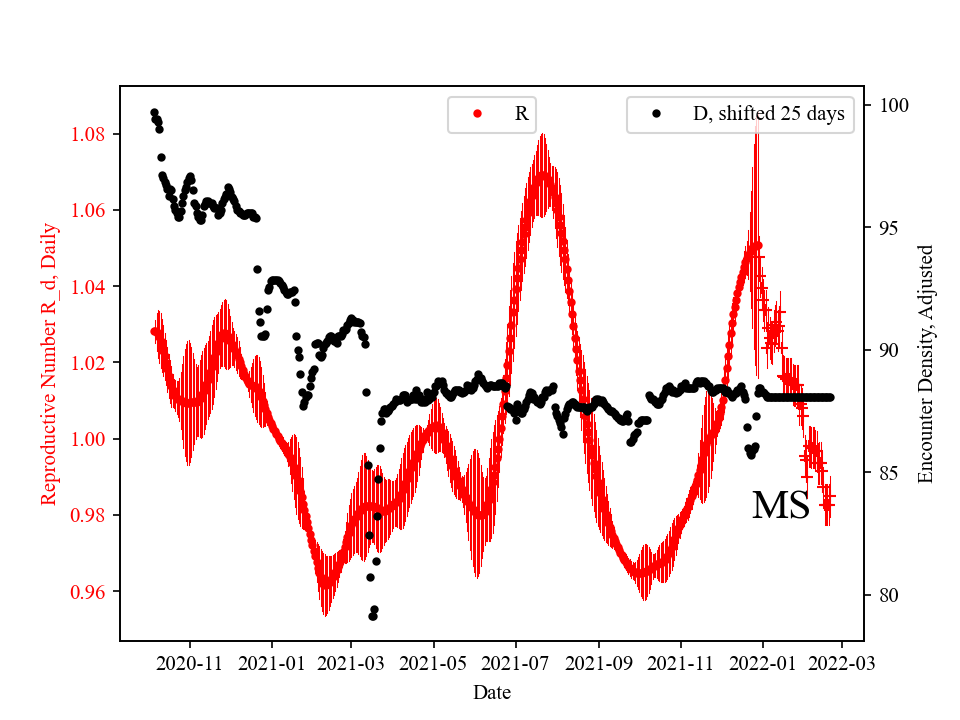 R
D, shifted 25 days
1.08
1.06
1.04
1.02
1.00
0.98
0.96
Reproductive Number R_d, Daily
100
95
90
85
80
Encounter Density, Adjusted
MS
2020-11 2021-01 2021-03 2021-05 2021-07 2021-09 2021-11 2022-01 2022-03
Date